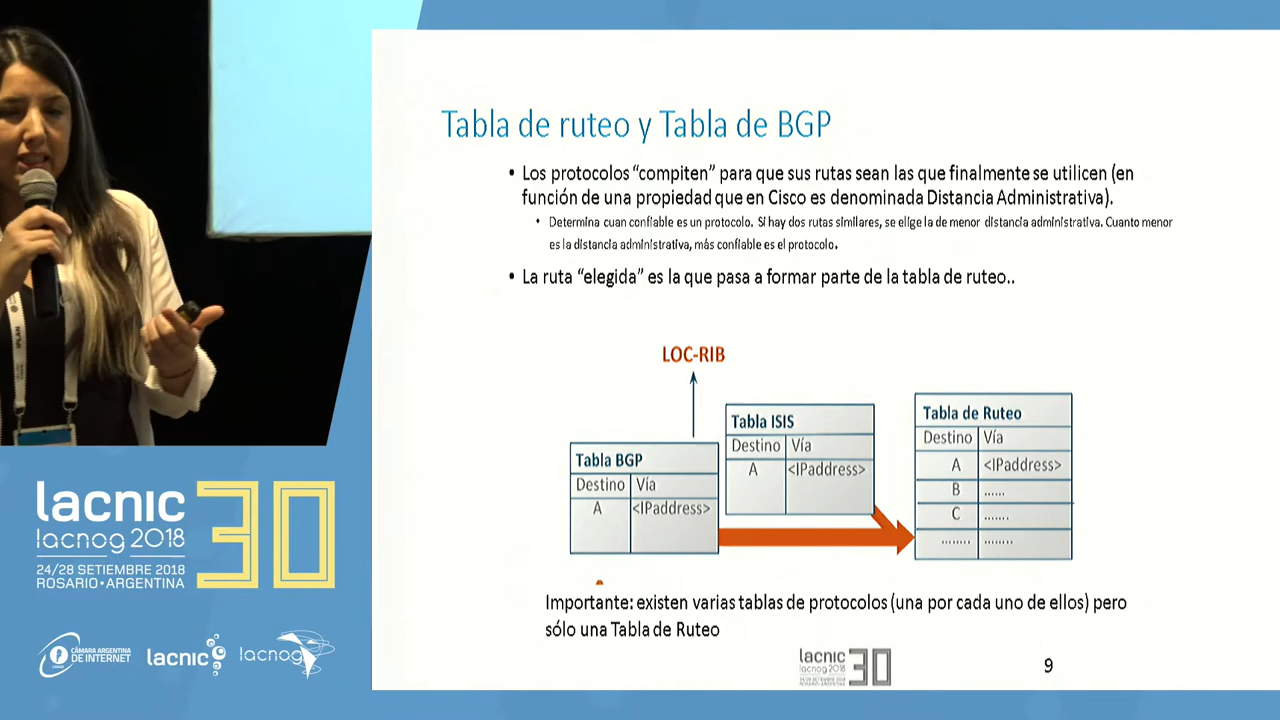 Tabla de ruteo y Tabla de BGP
• Los protocolos “compiten” para que sus rutas sean las que finalmente se utilicen (en
función de una propiedad que en Cisco es denominada Distancia Administrativa).
• Determina cuan confiable es un protocolo. Si hay dos rutas similares, se elige la de menor distancia administrativa. Cuanto menor
es la distancia administrativa, más confiable es el protocolo.
• La ruta “elegida” es la que pasa a formar parte de la tabla de ruteo..
LOC-RIB
Tabla BGP
Destino Vía
A <IPaddress>
Tabla ISIS
Destino Vía
A <IPaddress>
Tabla de Ruteo
Destino Vía
A <IPaddress>
B ......
C .......
........ ........
Importante: existen varias tablas de protocolos (una por cada uno de ellos) pero
sólo una Tabla de Ruteo
lacnic 30
lacnog 2018
9
IPLAN
lacnic 30
lacnog 2018
24/28 SETIEMBRE 2018
ROSARIO•ARGENTINA
CÁMARA ARGENTINA
DE INTERNET
lacnic
lacnog